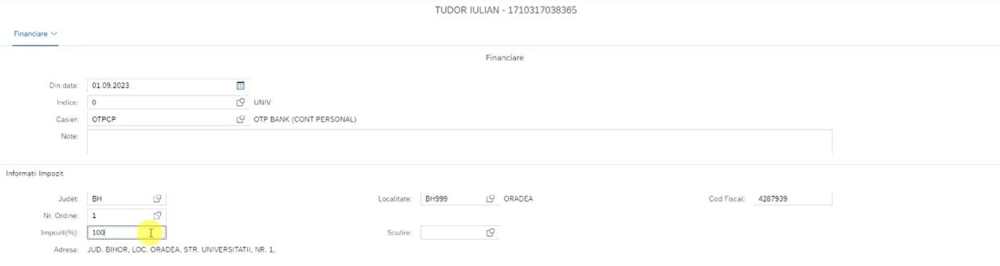 TUDOR IULIAN - 1710317038365
Financiare
Financiare
Din data: 01.09.2023
Indice: 0 UNIV
Casier: OTPCP OTP BANK (CONT PERSONAL)
Note:
Informatii Impozit
Judet: BH Localitate: BH999 ORADEA Cod Fiscal: 4287939
Nr. Ordine: 1
Impozit(%): 100 Scutire:
Adresa: JUD. BIHOR, LOC. ORADEA, STR. UNIVERSITATII, NR. 1,